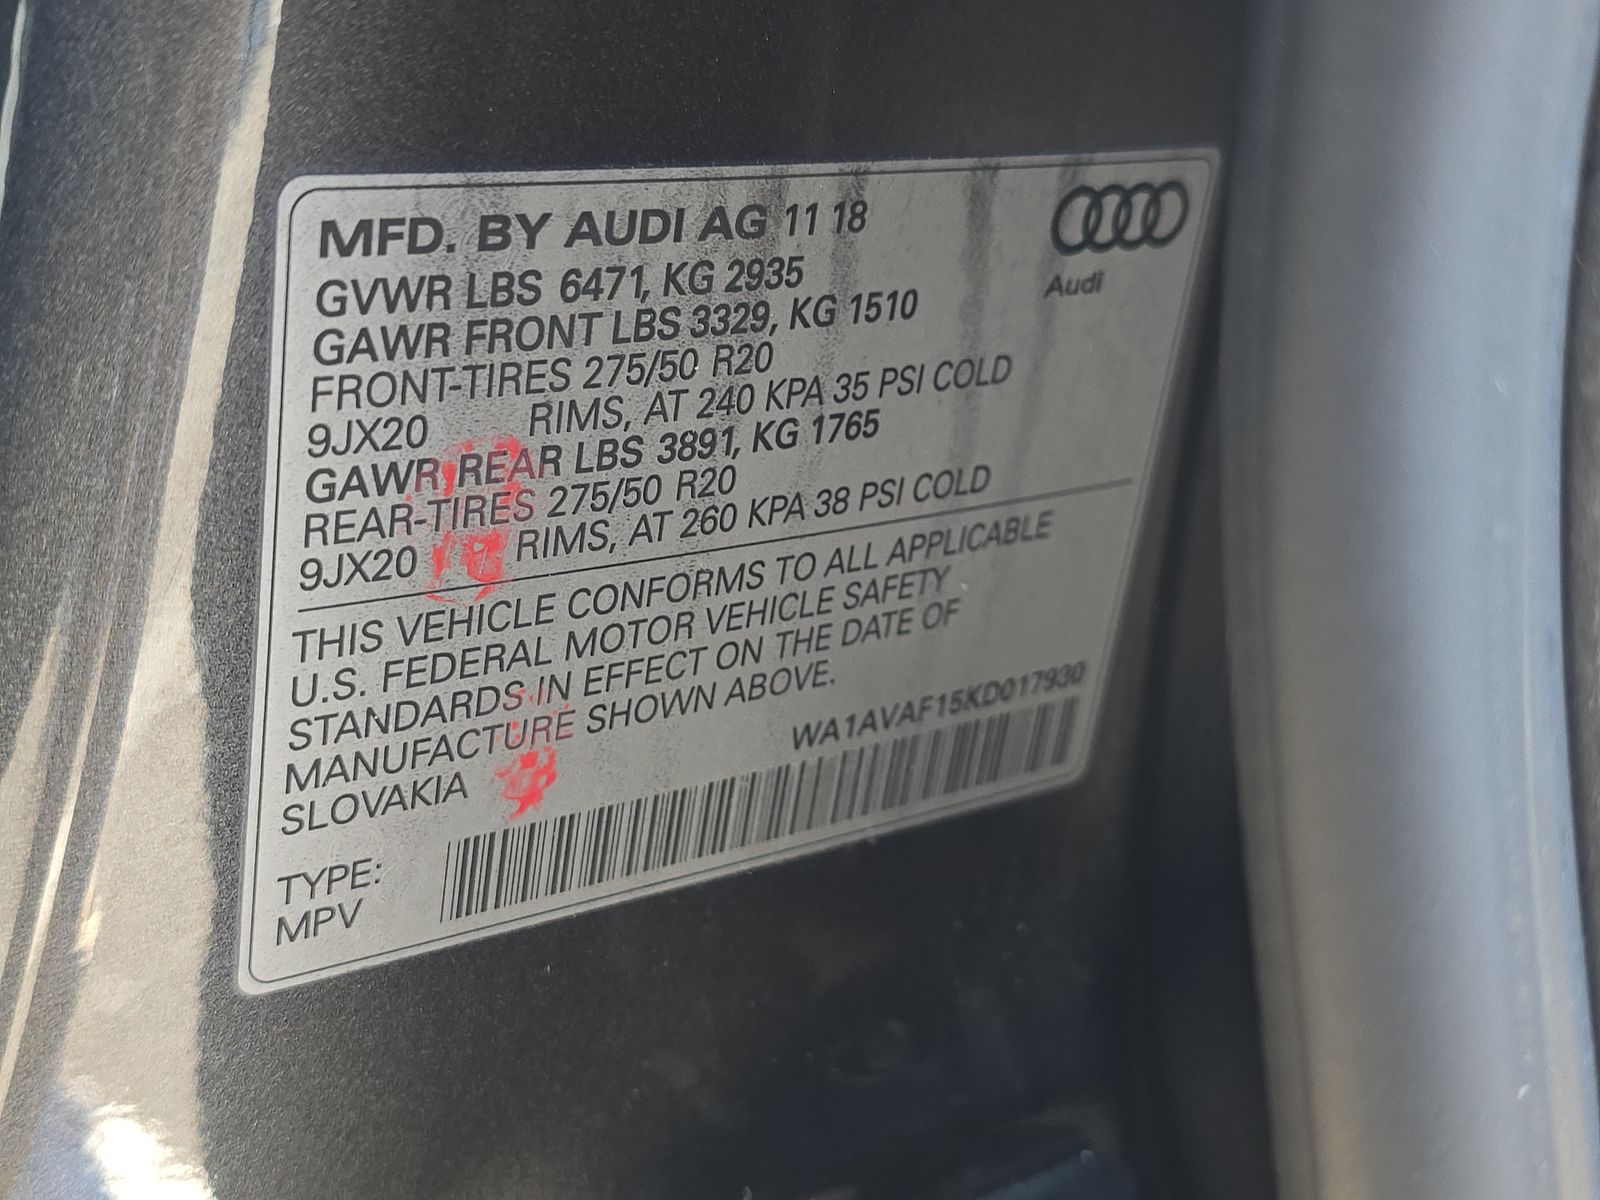 MFD. BY AUDI AG 11 18
Audi
GVWR LBS 6471, KG 2935
GAWR FRONT LBS 3329, KG 1510
FRONT-TIRES 275/50 R20
9JX20 RIMS, AT 240 KPA 35 PSI COLD
GAWR REAR LBS 3891, KG 1765
REAR-TIRES 275/50 R20
9JX20 RIMS, AT 260 KPA 38 PSI COLD
THIS VEHICLE CONFORMS TO ALL APPLICABLE
U.S. FEDERAL MOTOR VEHICLE SAFETY
STANDARDS IN EFFECT ON THE DATE OF
MANUFACTURE SHOWN ABOVE.
SLOVAKIA
WA1AVAF15KD017930
TYPE:
MPV